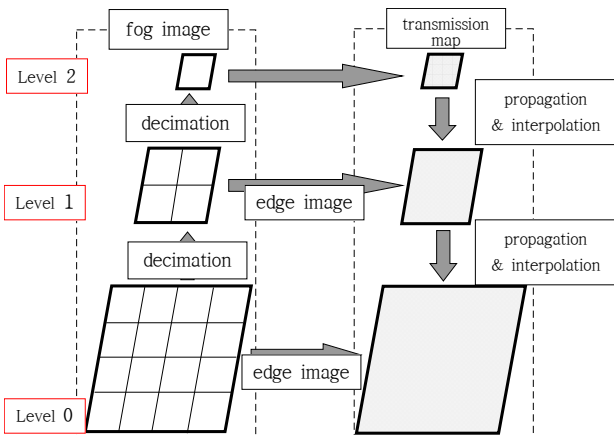 fog image
transmission
map
Level 2
propagation
& interpolation
decimation
Level 1
edge image
propagation
& interpolation
decimation
edge image
Level 0